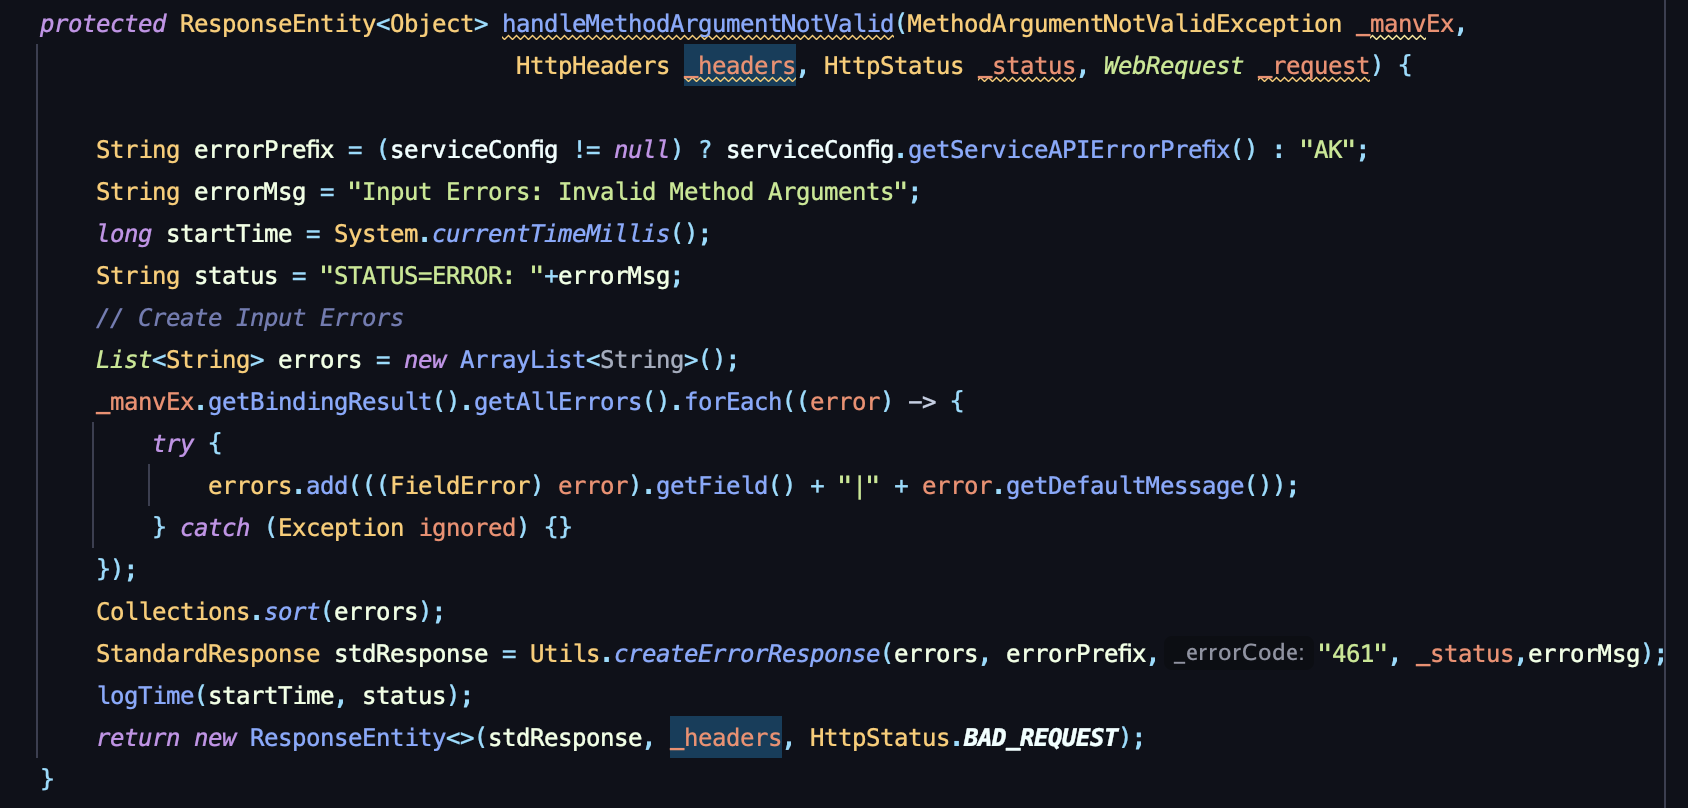 protected ResponseEntity<Object> handleMethodArgumentNotValid(MethodArgumentNotValidException _manvEx,
HttpHeaders _headers, HttpStatus _status, WebRequest _request) {
String errorPrefix = (serviceConfig != null) ? serviceConfig.getServiceAPIErrorPrefix() : "AK";
String errorMsg = "Input Errors: Invalid Method Arguments";
long startTime = System.currentTimeMillis();
String status = "STATUS=ERROR: "+errorMsg;
// Create Input Errors
List<String> errors = new ArrayList<String>();
_manvEx.getBindingResult().getAllErrors().forEach((error) -> {
try {
errors.add(((FieldError) error).getField() + "|" + error.getDefaultMessage());
} catch (Exception ignored) {}
});
Collections.sort(errors);
StandardResponse stdResponse = Utils.createErrorResponse(errors, errorPrefix, _errorCode: "461", _status,errorMsg);
logTime(startTime, status);
return new ResponseEntity<>(stdResponse, _headers, HttpStatus.BAD_REQUEST);
}